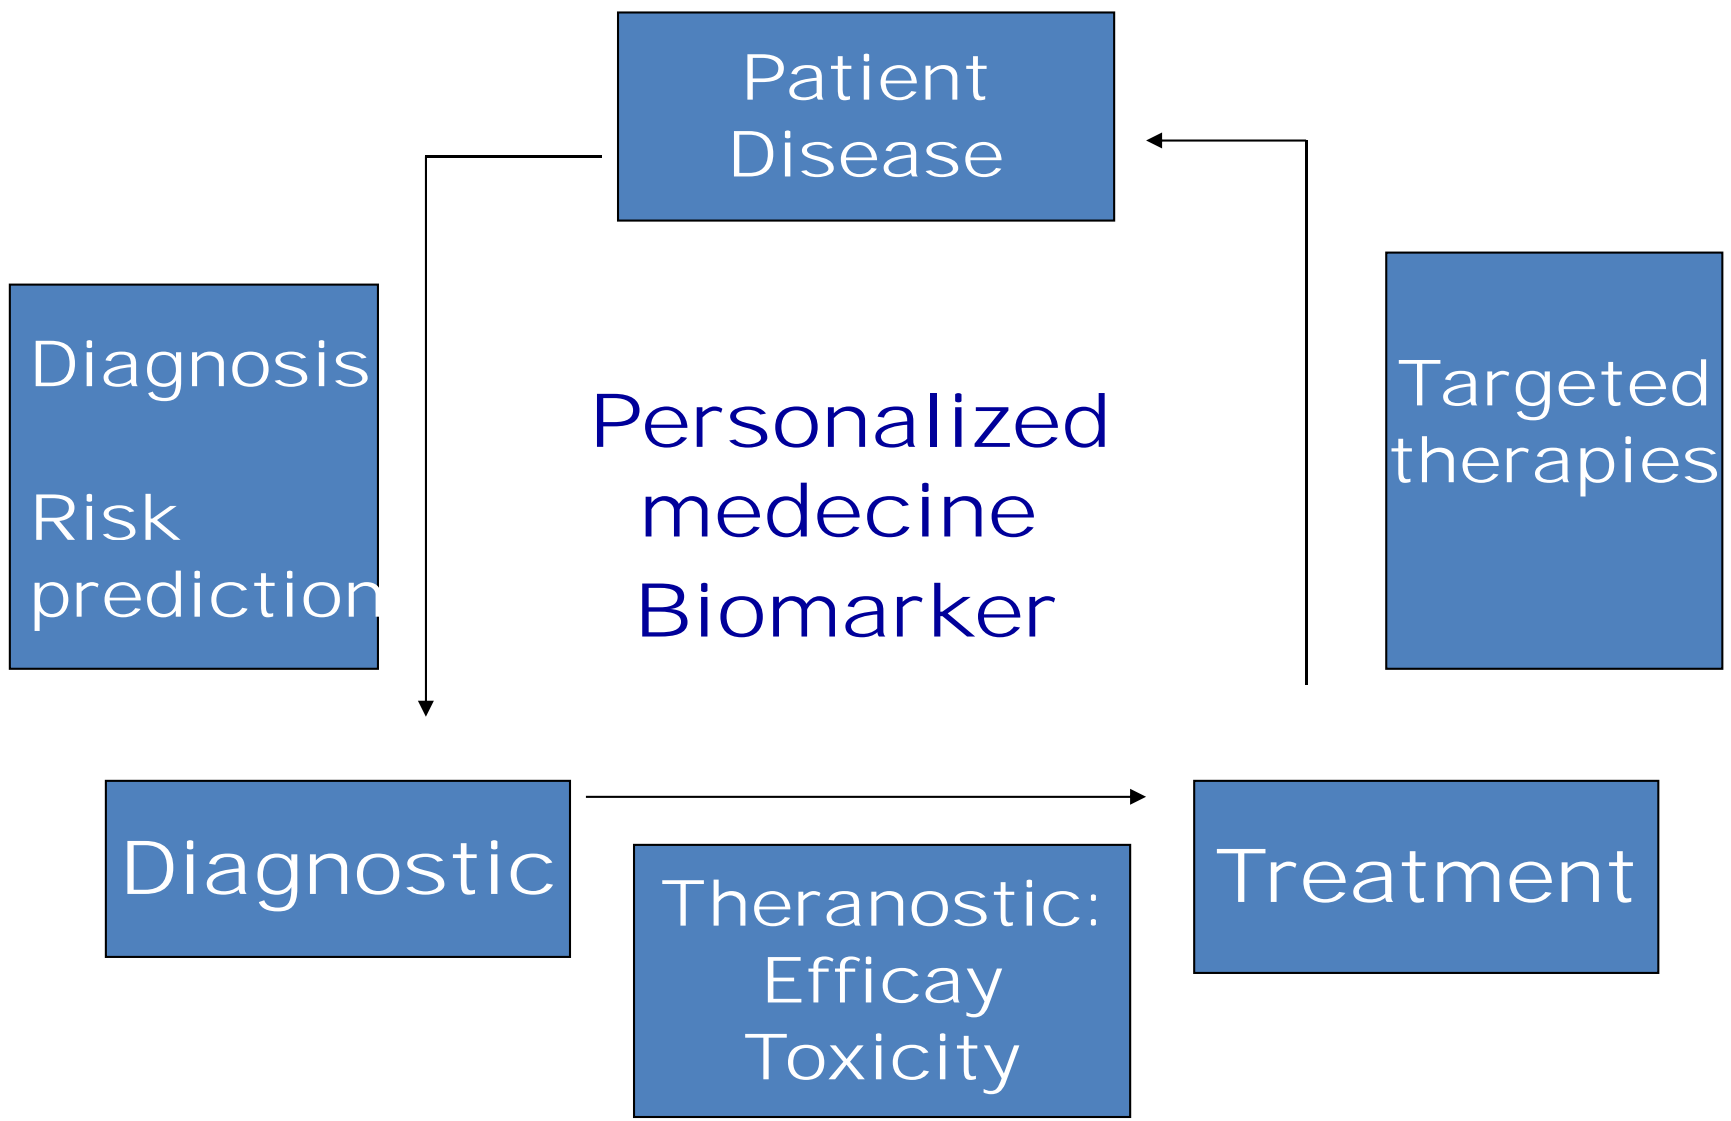 Patient
Disease
Diagnosis
Risk
prediction
Personalized
medecine
Biomarker
Targeted
therapies
Diagnostic
Theranostic:
Efficay
Toxicity
Treatment